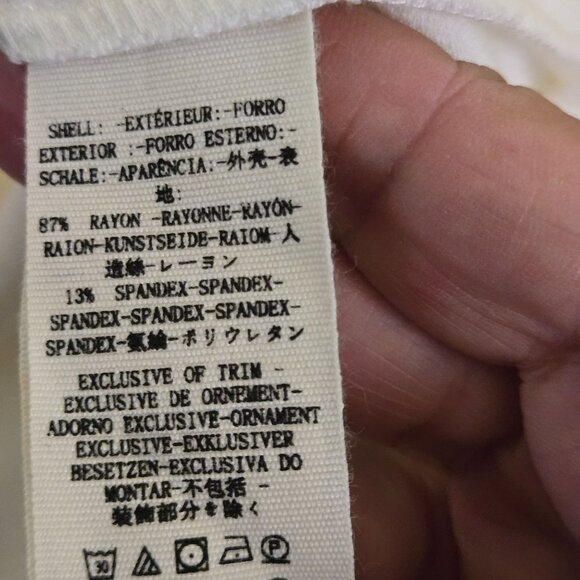 SHELL: -EXTÉRIEUR:-FORRO
EXTERIOR :-FORRO ESTERNO:-
SCHALE:-APARÊNCIA:-外壳-表
地:
87% RAYON -RAYONNE-RAYÓN-
RAION-KUNSTSEIDE-RAIOM-人
造絲-レーヨン
13% SPANDEX-SPANDEX-
SPANDEX-SPANDEX-SPANDEX-
SPANDEX-氨綸-ポリウレタン
EXCLUSIVE OF TRIM -
EXCLUSIVE DE ORNEMENT-
ADORNO EXCLUSIVE-ORNAMENT
EXCLUSIVE-EXKLUSIVER
BESETZEN-EXCLUSIVA DO
MONTAR-不包括 -
装飾部分を除く
30 P